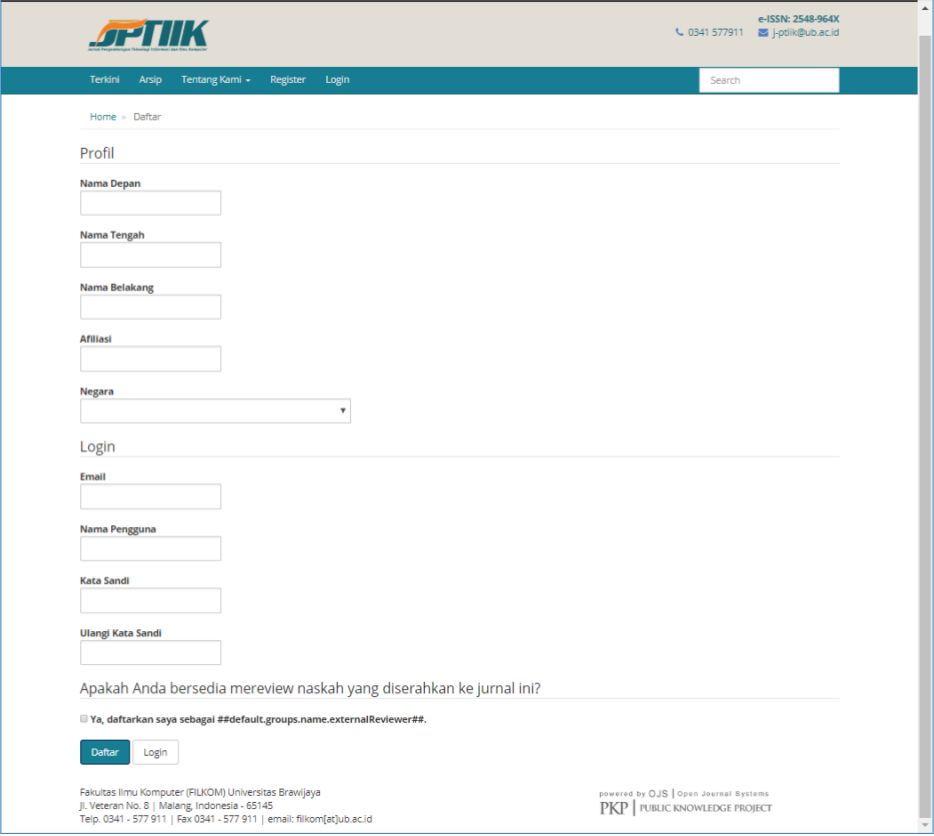 e-ISSN: 2548-964X
JPTIIK
0341 577911 j-ptiik@ub.ac.id
Jurnal Pengembangan Teknologi Informasi dan Ilmu Komputer
Terkini Arsip Tentang Kami Register Login Search
Home » Daftar
Profil
Nama Depan
Nama Tengah
Nama Belakang
Afiliasi
Negara
Login
Email
Nama Pengguna
Kata Sandi
Ulangi Kata Sandi
Apakah Anda bersedia mereview naskah yang diserahkan ke jurnal ini?
Ya, daftarkan saya sebagai ##default.groups.name.externalReviewer##.
Daftar Login
Fakultas Ilmu Komputer (FILKOM) Universitas Brawijaya
Jl. Veteran No. 8 | Malang, Indonesia - 65145
Telp. 0341 - 577 911 | Fax 0341 - 577 911 | email: filkom[at]ub.ac.id
powered by OJS | Open Journal Systems
PKP | PUBLIC KNOWLEDGE PROJECT